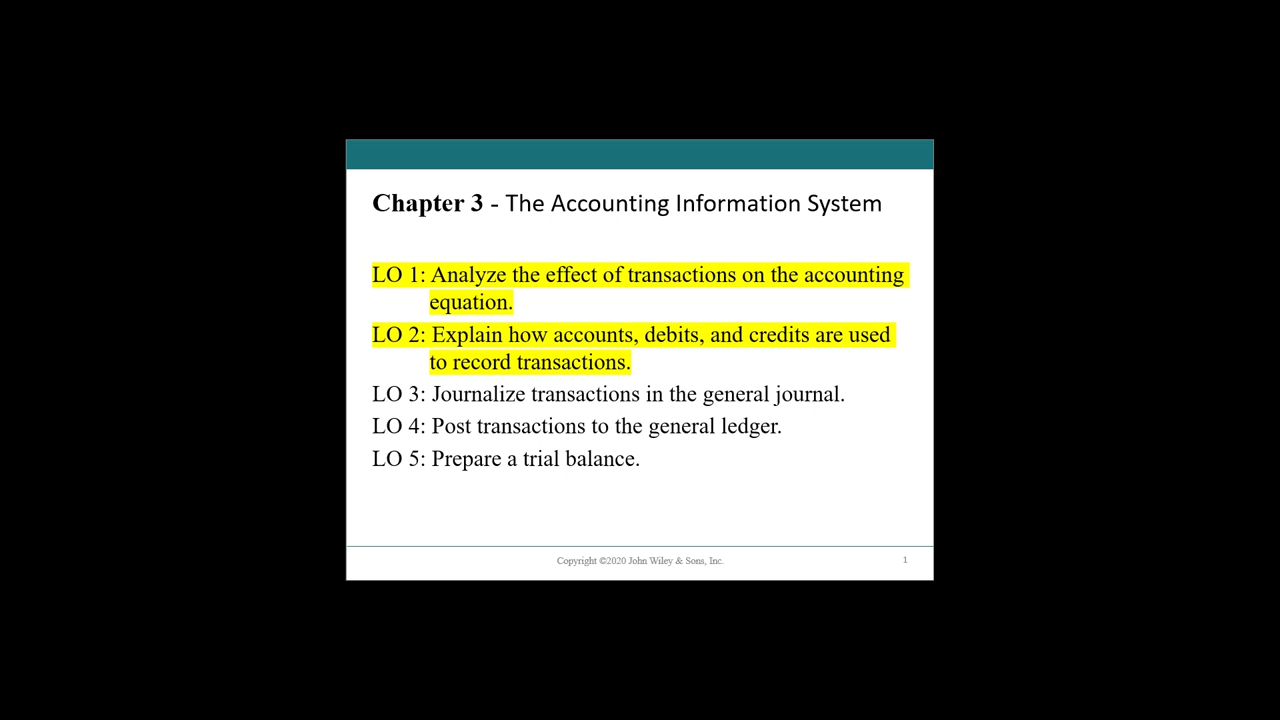 Chapter 3 - The Accounting Information System
LO 1: Analyze the effect of transactions on the accounting
equation.
LO 2: Explain how accounts, debits, and credits are used
to record transactions.
LO 3: Journalize transactions in the general journal.
LO 4: Post transactions to the general ledger.
LO 5: Prepare a trial balance.
Copyright ©2020 John Wiley & Sons, Inc.
1